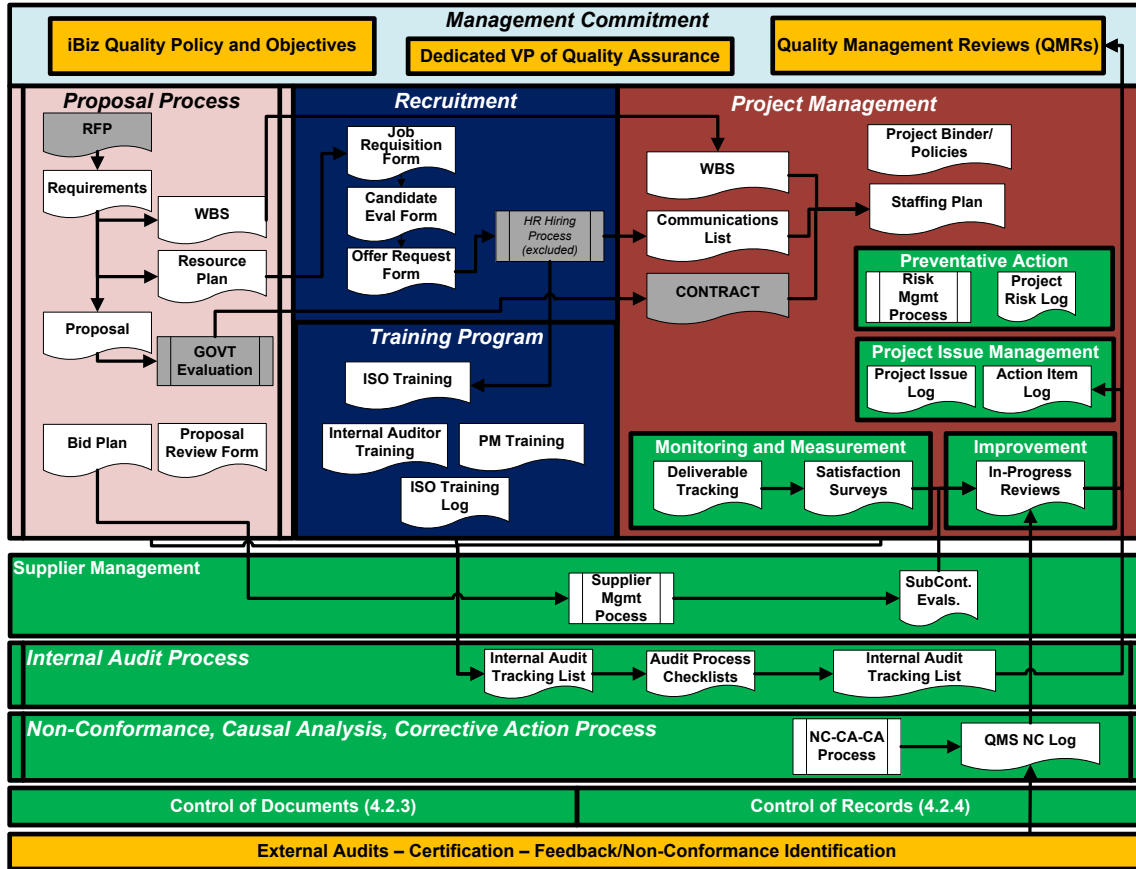 Management Commitment
iBiz Quality Policy and Objectives
Dedicated VP of Quality Assurance
Quality Management Reviews (QMRs)
Proposal Process
RFP
Requirements
WBS
Resource
Plan
Proposal
GOVT
Evaluation
Bid Plan
Proposal
Review Form
Recruitment
Job
Requisition
Form
Candidate
Eval Form
Offer Request
Form
HR Hiring
Process
(excluded)
Training Program
ISO Training
Internal Auditor
Training
PM Training
ISO Training
Log
Project Management
WBS
Communications
List
CONTRACT
Project Binder/
Policies
Staffing Plan
Preventative Action
Risk
Mgmt
Process
Project
Risk Log
Project Issue Management
Project Issue
Log
Action Item
Log
Monitoring and Measurement
Deliverable
Tracking
Satisfaction
Surveys
Improvement
In-Progress
Reviews
Supplier Management
Supplier
Mgmt
Pocess
SubCont.
Evals.
Internal Audit Process
Internal Audit
Tracking List
Audit Process
Checklists
Internal Audit
Tracking List
Non-Conformance, Causal Analysis, Corrective Action Process
NC-CA-CA
Process
QMS NC Log
Control of Documents (4.2.3)
Control of Records (4.2.4)
External Audits – Certification – Feedback/Non-Conformance Identification